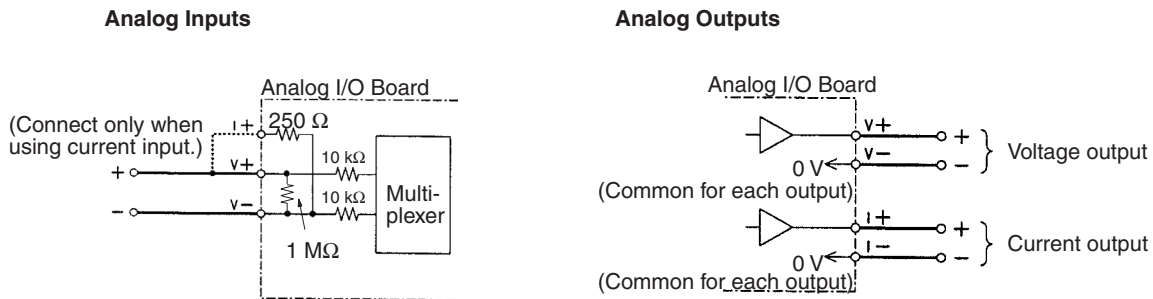 Analog Inputs
Analog Outputs
Analog I/O Board
(Connect only when
using current input.)
I+
250 Ω
V+
10 kΩ
+
V−
10 kΩ
−
1 MΩ
Multi-
plexer
Analog I/O Board
V+
+
V−
−
0 V
Voltage output
(Common for each output)
I+
+
I−
−
0 V
Current output
(Common for each output)